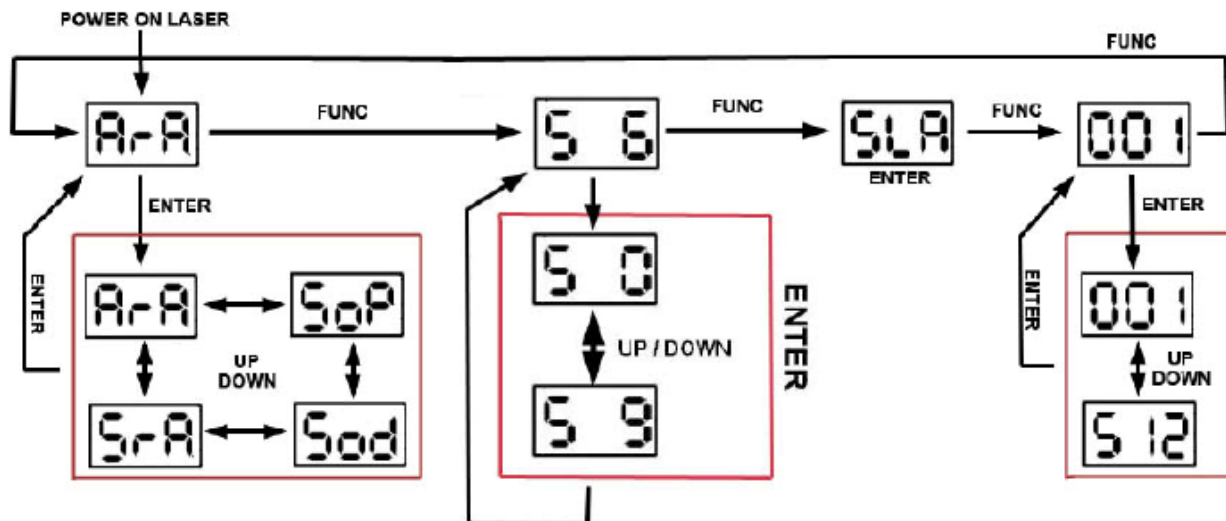 POWER ON LASER
FUNC
ArA
FUNC
S 6
FUNC
SLA
ENTER
FUNC
001
ENTER
ENTER
ENTER
ArA
SoP
UP
DOWN
SrA
Sod
S 0
UP / DOWN
S 9
ENTER
ENTER
001
UP
DOWN
512